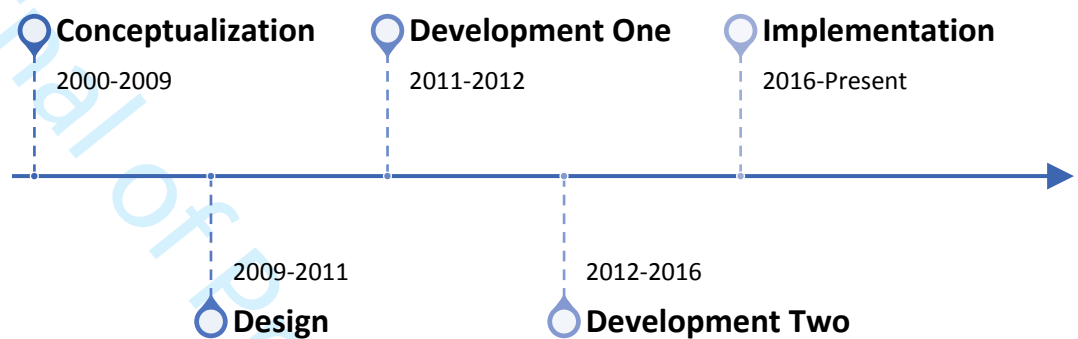 Conceptualization
2000-2009
Development One
2011-2012
Implementation
2016-Present
2009-2011
Design
2012-2016
Development Two